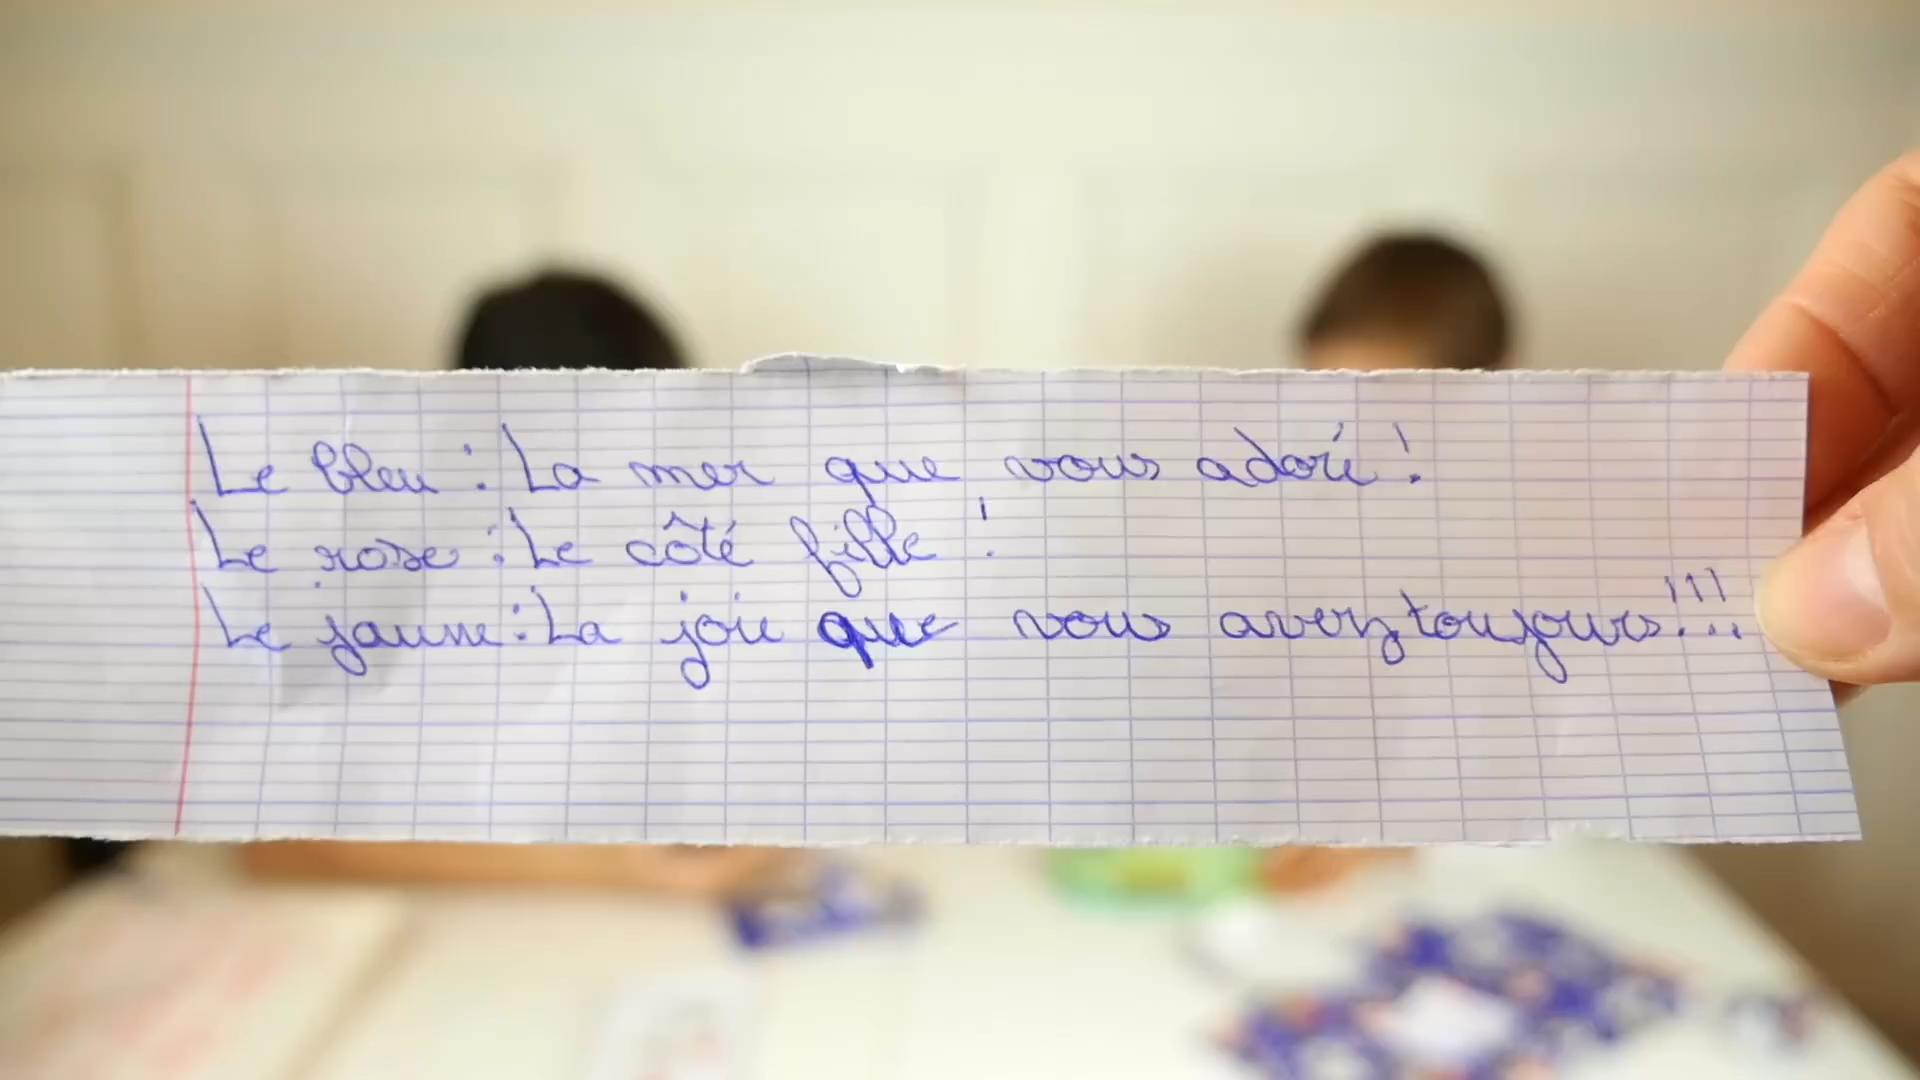 Le bleu : La mer que vous adoré !
Le rose : Le côté fille !
Le jaune : La joie que vous avez toujours!!!